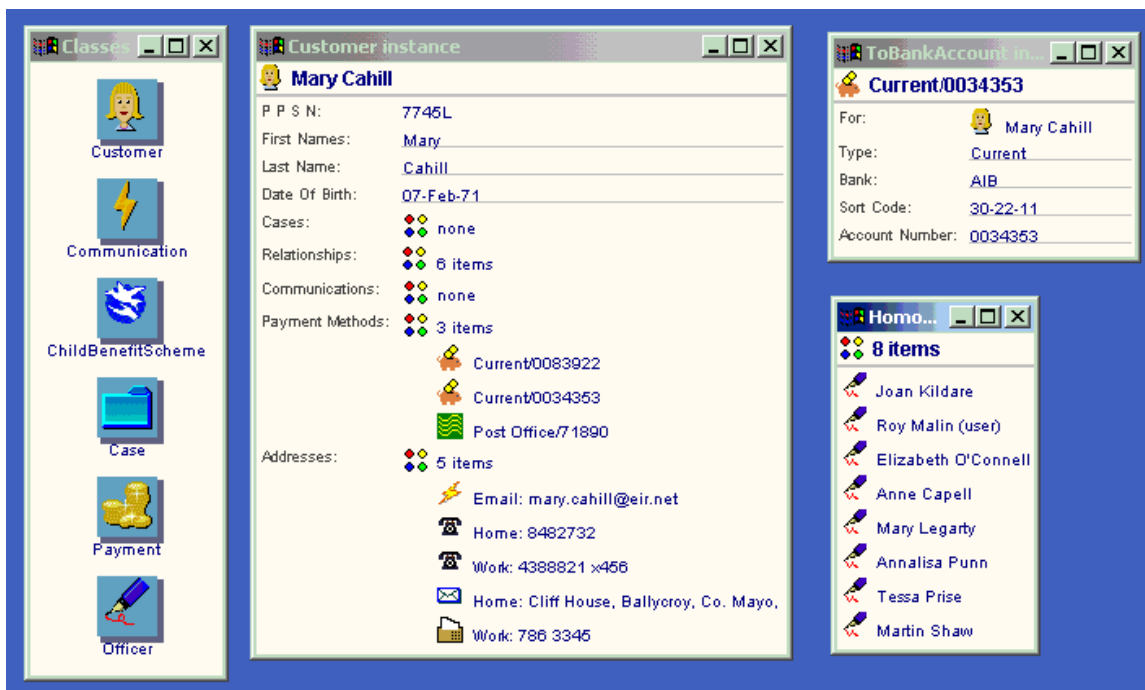 Classes
Customer
Communication
ChildBenefitScheme
Case
Payment
Officer
Customer instance
Mary Cahill
P P S N: 7745L
First Names: Mary
Last Name: Cahill
Date Of Birth: 07-Feb-71
Cases: none
Relationships: 6 items
Communications: none
Payment Methods: 3 items
Current/0083922
Current/0034353
Post Office/71890
Addresses: 5 items
Email: mary.cahill@eir.net
Home: 8482732
Work: 4388821 x456
Home: Cliff House, Ballycroy, Co. Mayo,
Work: 786 3345
ToBankAccount in...
Current/0034353
For: Mary Cahill
Type: Current
Bank: AIB
Sort Code: 30-22-11
Account Number: 0034353
Homo...
8 items
Joan Kildare
Roy Malin (user)
Elizabeth O'Connell
Anne Capell
Mary Legarty
Annalisa Punn
Tessa Prise
Martin Shaw